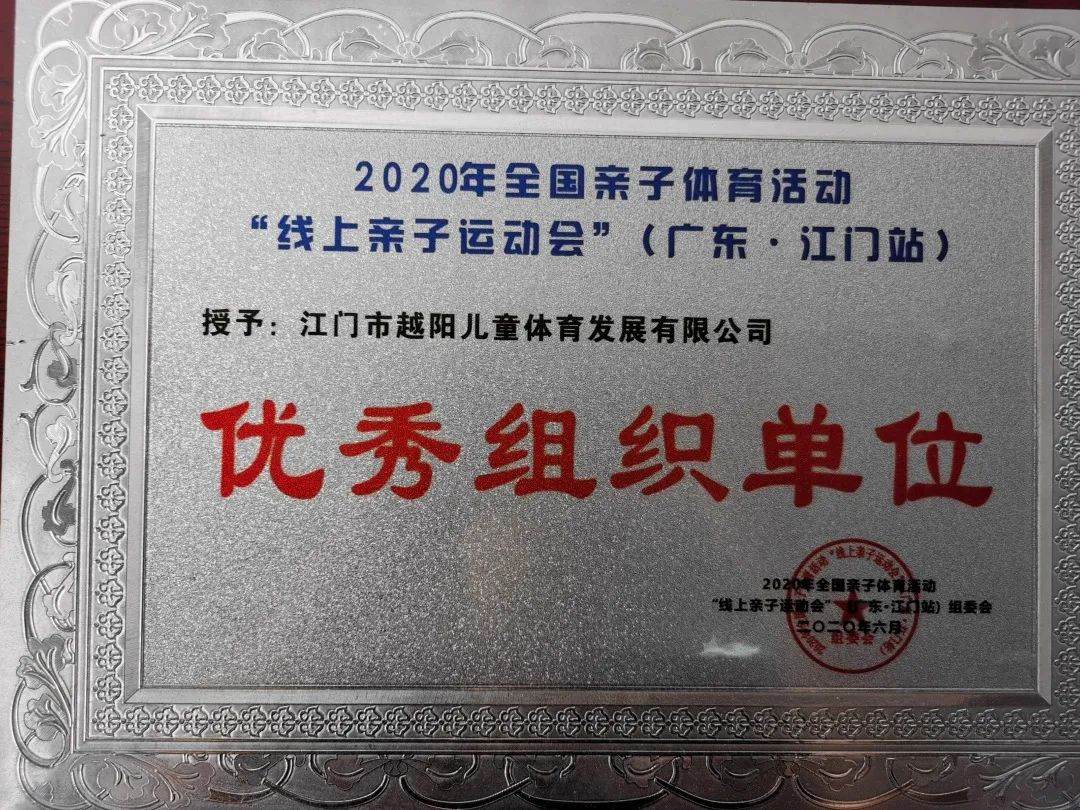 2020年全国亲子体育活动
“线上亲子运动会”（广东·江门站）
授予：江门市越阳儿童体育发展有限公司
优秀组织单位
2020年全国亲子体育活动
“线上亲子运动会”（广东·江门站）组委会
二〇二〇年六月
组委会